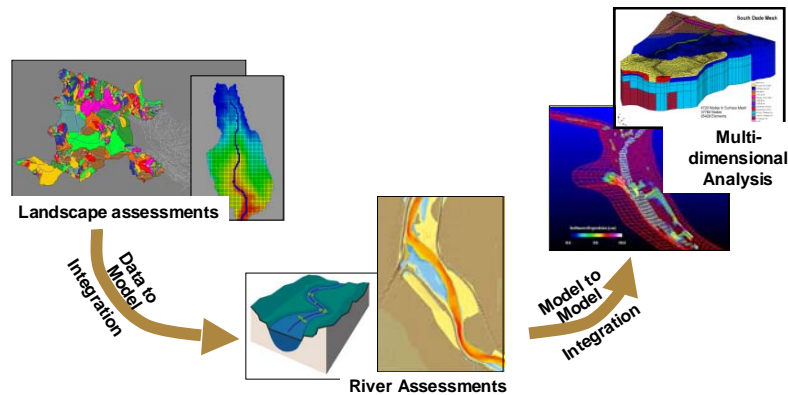 South Dade Mesh
Multi-
dimensional
Analysis
Landscape assessments
Data to
Model
Integration
Model to
Model
Integration
River Assessments